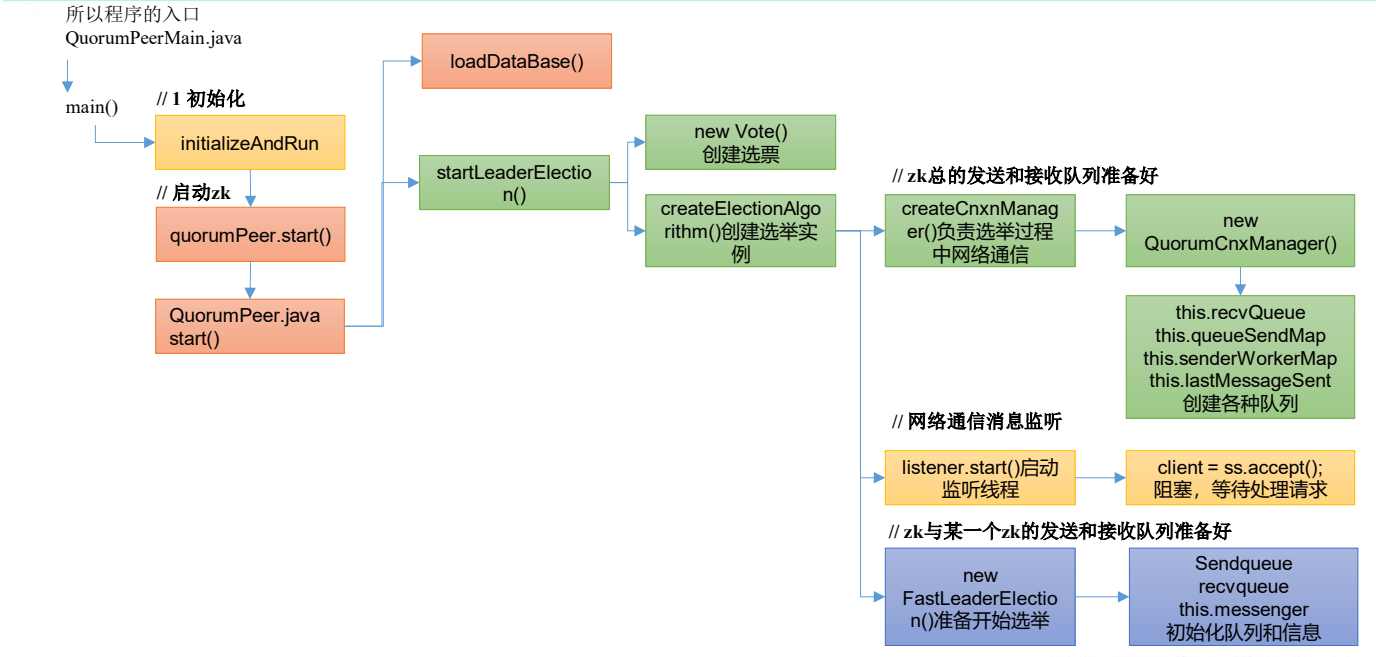 所以程序的入口
QuorumPeerMain.java
main()
// 1 初始化
initializeAndRun
// 启动zk
quorumPeer.start()
QuorumPeer.java
start()
loadDataBase()
startLeaderElectio
n()
new Vote()
创建选票
createElectionAlgo
rithm()创建选举实
例
// zk总的发送和接收队列准备好
createCnxnManag
er()负责选举过程
中网络通信
new
QuorumCnxManager()
this.recvQueue
this.queueSendMap
this.senderWorkerMap
this.lastMessageSent
创建各种队列
// 网络通信消息监听
listener.start()启动
监听线程
client = ss.accept();
阻塞，等待处理请求
// zk与某一个zk的发送和接收队列准备好
new
FastLeaderElectio
n()准备开始选举
Sendqueue
recvqueue
this.messenger
初始化队列和信息